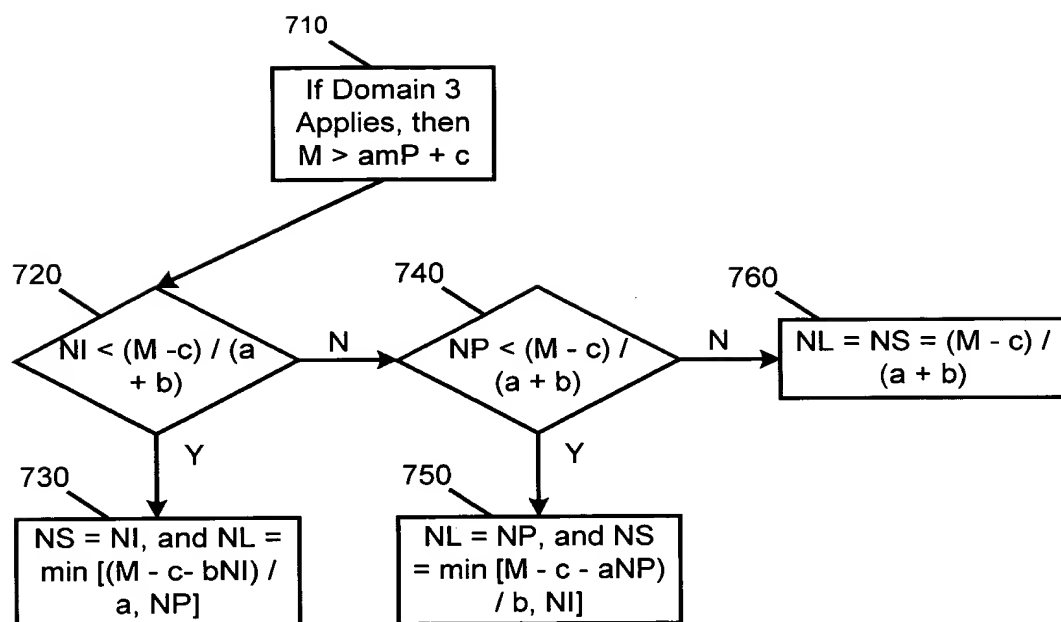 710
If Domain 3
Applies, then
M > amP + c
720
NI < (M -c) / (a
+ b)
N
Y
740
NP < (M - c) /
(a + b)
N
Y
760
NL = NS = (M - c) /
(a + b)
730
NS = NI, and NL =
min [(M - c- bNI) /
a, NP]
750
NL = NP, and NS
= min [M - c - aNP)
/ b, NI]